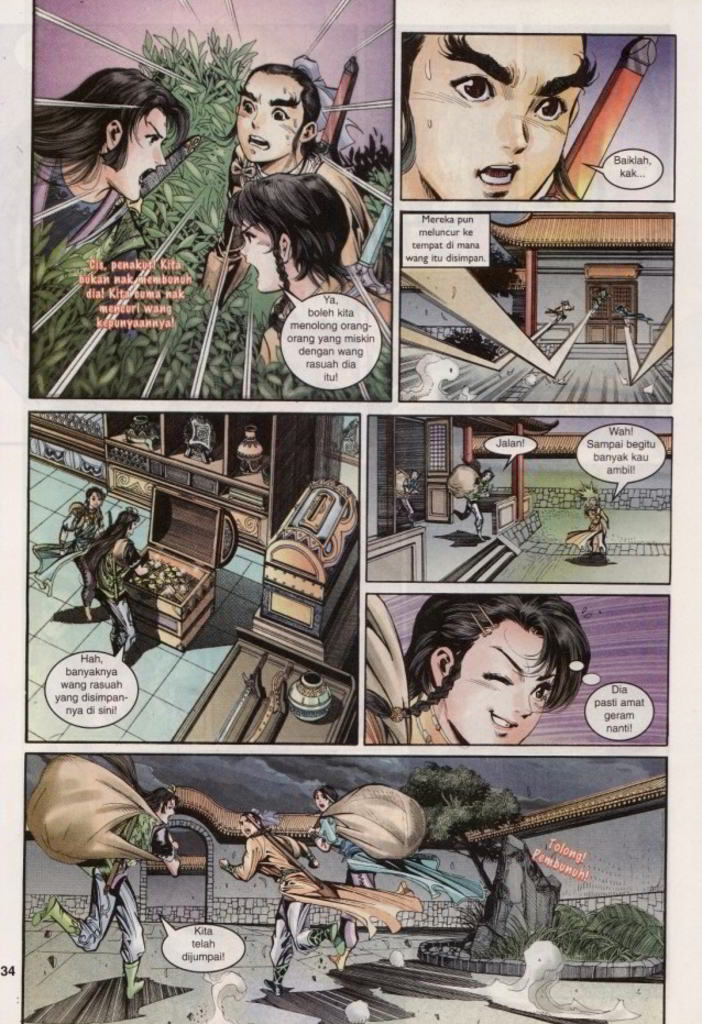 Cis, penakut! Kita
bukan nak membunuh
dia! Kita cuma nak
mencuri wang
kepunyaannya!
Ya,
boleh kita
menolong orang-
orang yang miskin
dengan wang
rasuah dia
itu!
Baiklah,
kak...
Mereka pun
meluncur ke
tempat di mana
wang itu disimpan.
Hah,
banyaknya
wang rasuah
yang disimpan-
nya di sini!
Jalan!
Wah!
Sampai begitu
banyak kau
ambil!
Dia
pasti amat
geram
nanti!
Tolong!
Pembunuh!
Kita
telah
dijumpai!
34